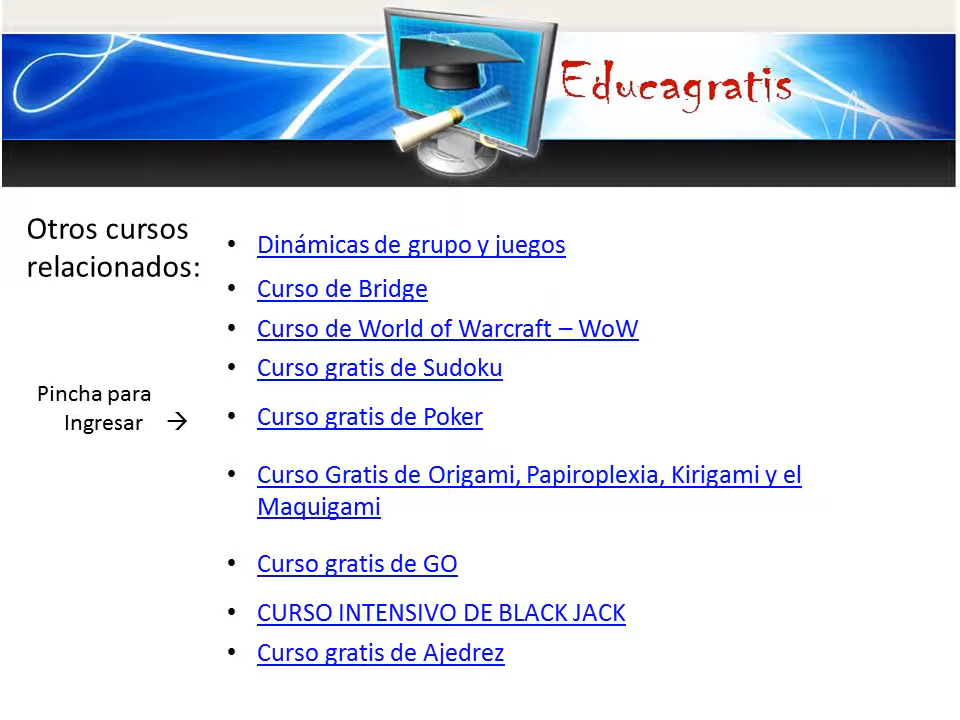 Educagratis
Otros cursos
relacionados:
• Dinámicas de grupo y juegos
• Curso de Bridge
• Curso de World of Warcraft – WoW
• Curso gratis de Sudoku
Pincha para
Ingresar →
• Curso gratis de Poker
• Curso Gratis de Origami, Papiroplexia, Kirigami y el
Maquigami
• Curso gratis de GO
• CURSO INTENSIVO DE BLACK JACK
• Curso gratis de Ajedrez